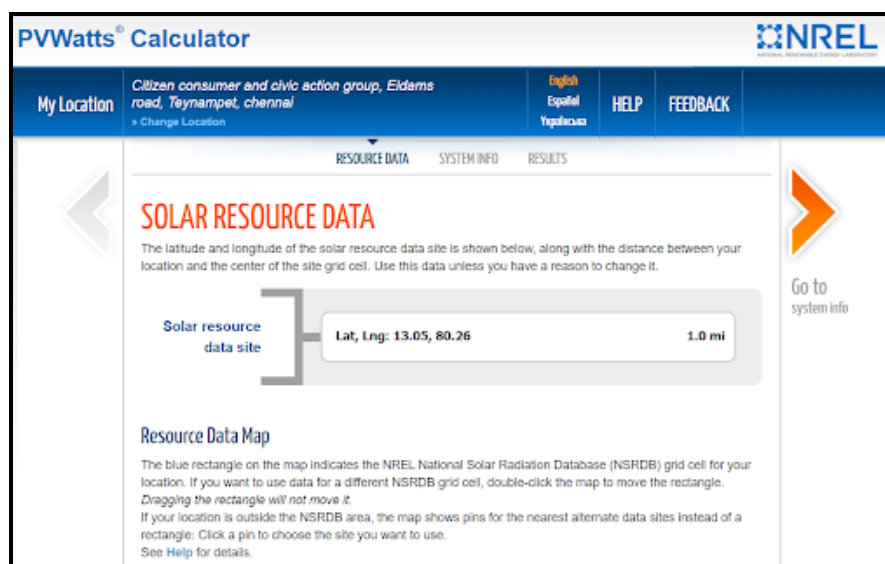 PVWatts® Calculator
NREL
NATIONAL RENEWABLE ENERGY LABORATORY
My Location
Citizen consumer and civic action group, Eldams
road, Teynampet, chennai
» Change Location
English
Español
Українська
HELP
FEEDBACK
RESOURCE DATA
SYSTEM INFO
RESULTS
SOLAR RESOURCE DATA
The latitude and longitude of the solar resource data site is shown below, along with the distance between your
location and the center of the site grid cell. Use this data unless you have a reason to change it.
Go to
system info
Solar resource
data site
Lat, Lng: 13.05, 80.26
1.0 mi
Resource Data Map
The blue rectangle on the map indicates the NREL National Solar Radiation Database (NSRDB) grid cell for your
location. If you want to use data for a different NSRDB grid cell, double-click the map to move the rectangle.
Dragging the rectangle will not move it.
If your location is outside the NSRDB area, the map shows pins for the nearest alternate data sites instead of a
rectangle: Click a pin to choose the site you want to use.
See Help for details.